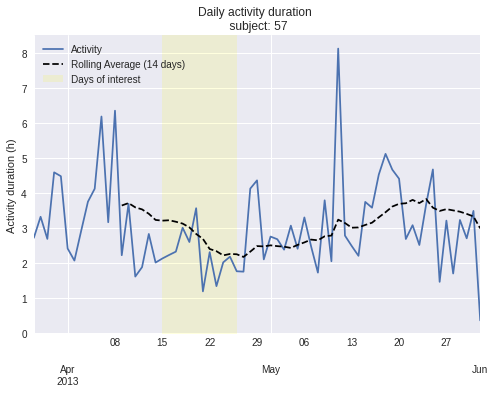 Daily activity duration
subject: 57
Activity
Rolling Average (14 days)
Days of interest
Activity duration (h)
8
7
6
5
4
3
2
1
0
08
15
22
29
06
13
20
27
Apr
2013
May
Jun